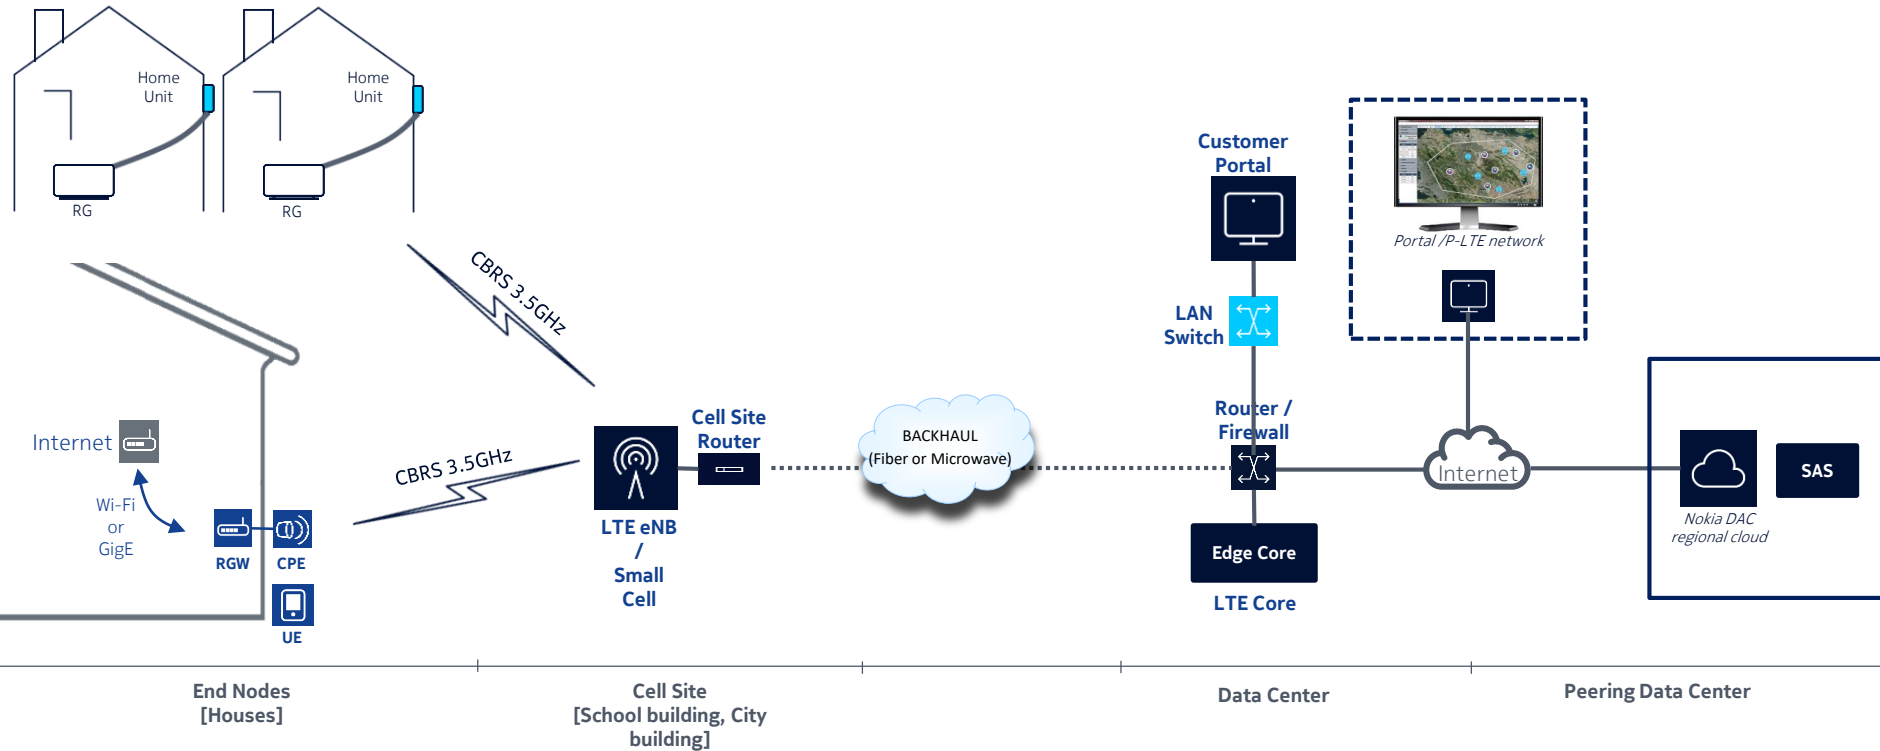 Home
Unit
RG
Home
Unit
RG
CBRS 3.5GHz
CBRS 3.5GHz
Internet
Wi-Fi
or
GigE
RGW
CPE
UE
LTE eNB
/
Small
Cell
Cell Site
Router
BACKHAUL
(Fiber or Microwave)
Customer
Portal
LAN
Switch
Router /
Firewall
Edge Core
LTE Core
Portal /P-LTE network
Internet
Nokia DAC
regional cloud
SAS
End Nodes
[Houses]
Cell Site
[School building, City
building]
Data Center
Peering Data Center